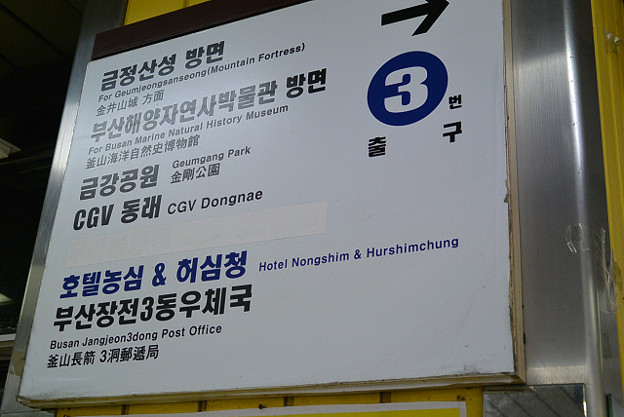 금정산성 방면
For Geumjeongsanseong(Mountain Fortress)
金井山城 方面
부산해양자연사박물관 방면
For Busan Marine Natural History Museum
釜山海洋自然史博物館
금강공원 Geumgang Park
金剛公園
CGV 동래 CGV Dongnae
호텔농심 & 허심청 Hotel Nongshim & Hurshimchung
부산장전3동우체국
Busan Jangjeon3dong Post Office
釜山長箭 3洞郵遞局
3번
출구